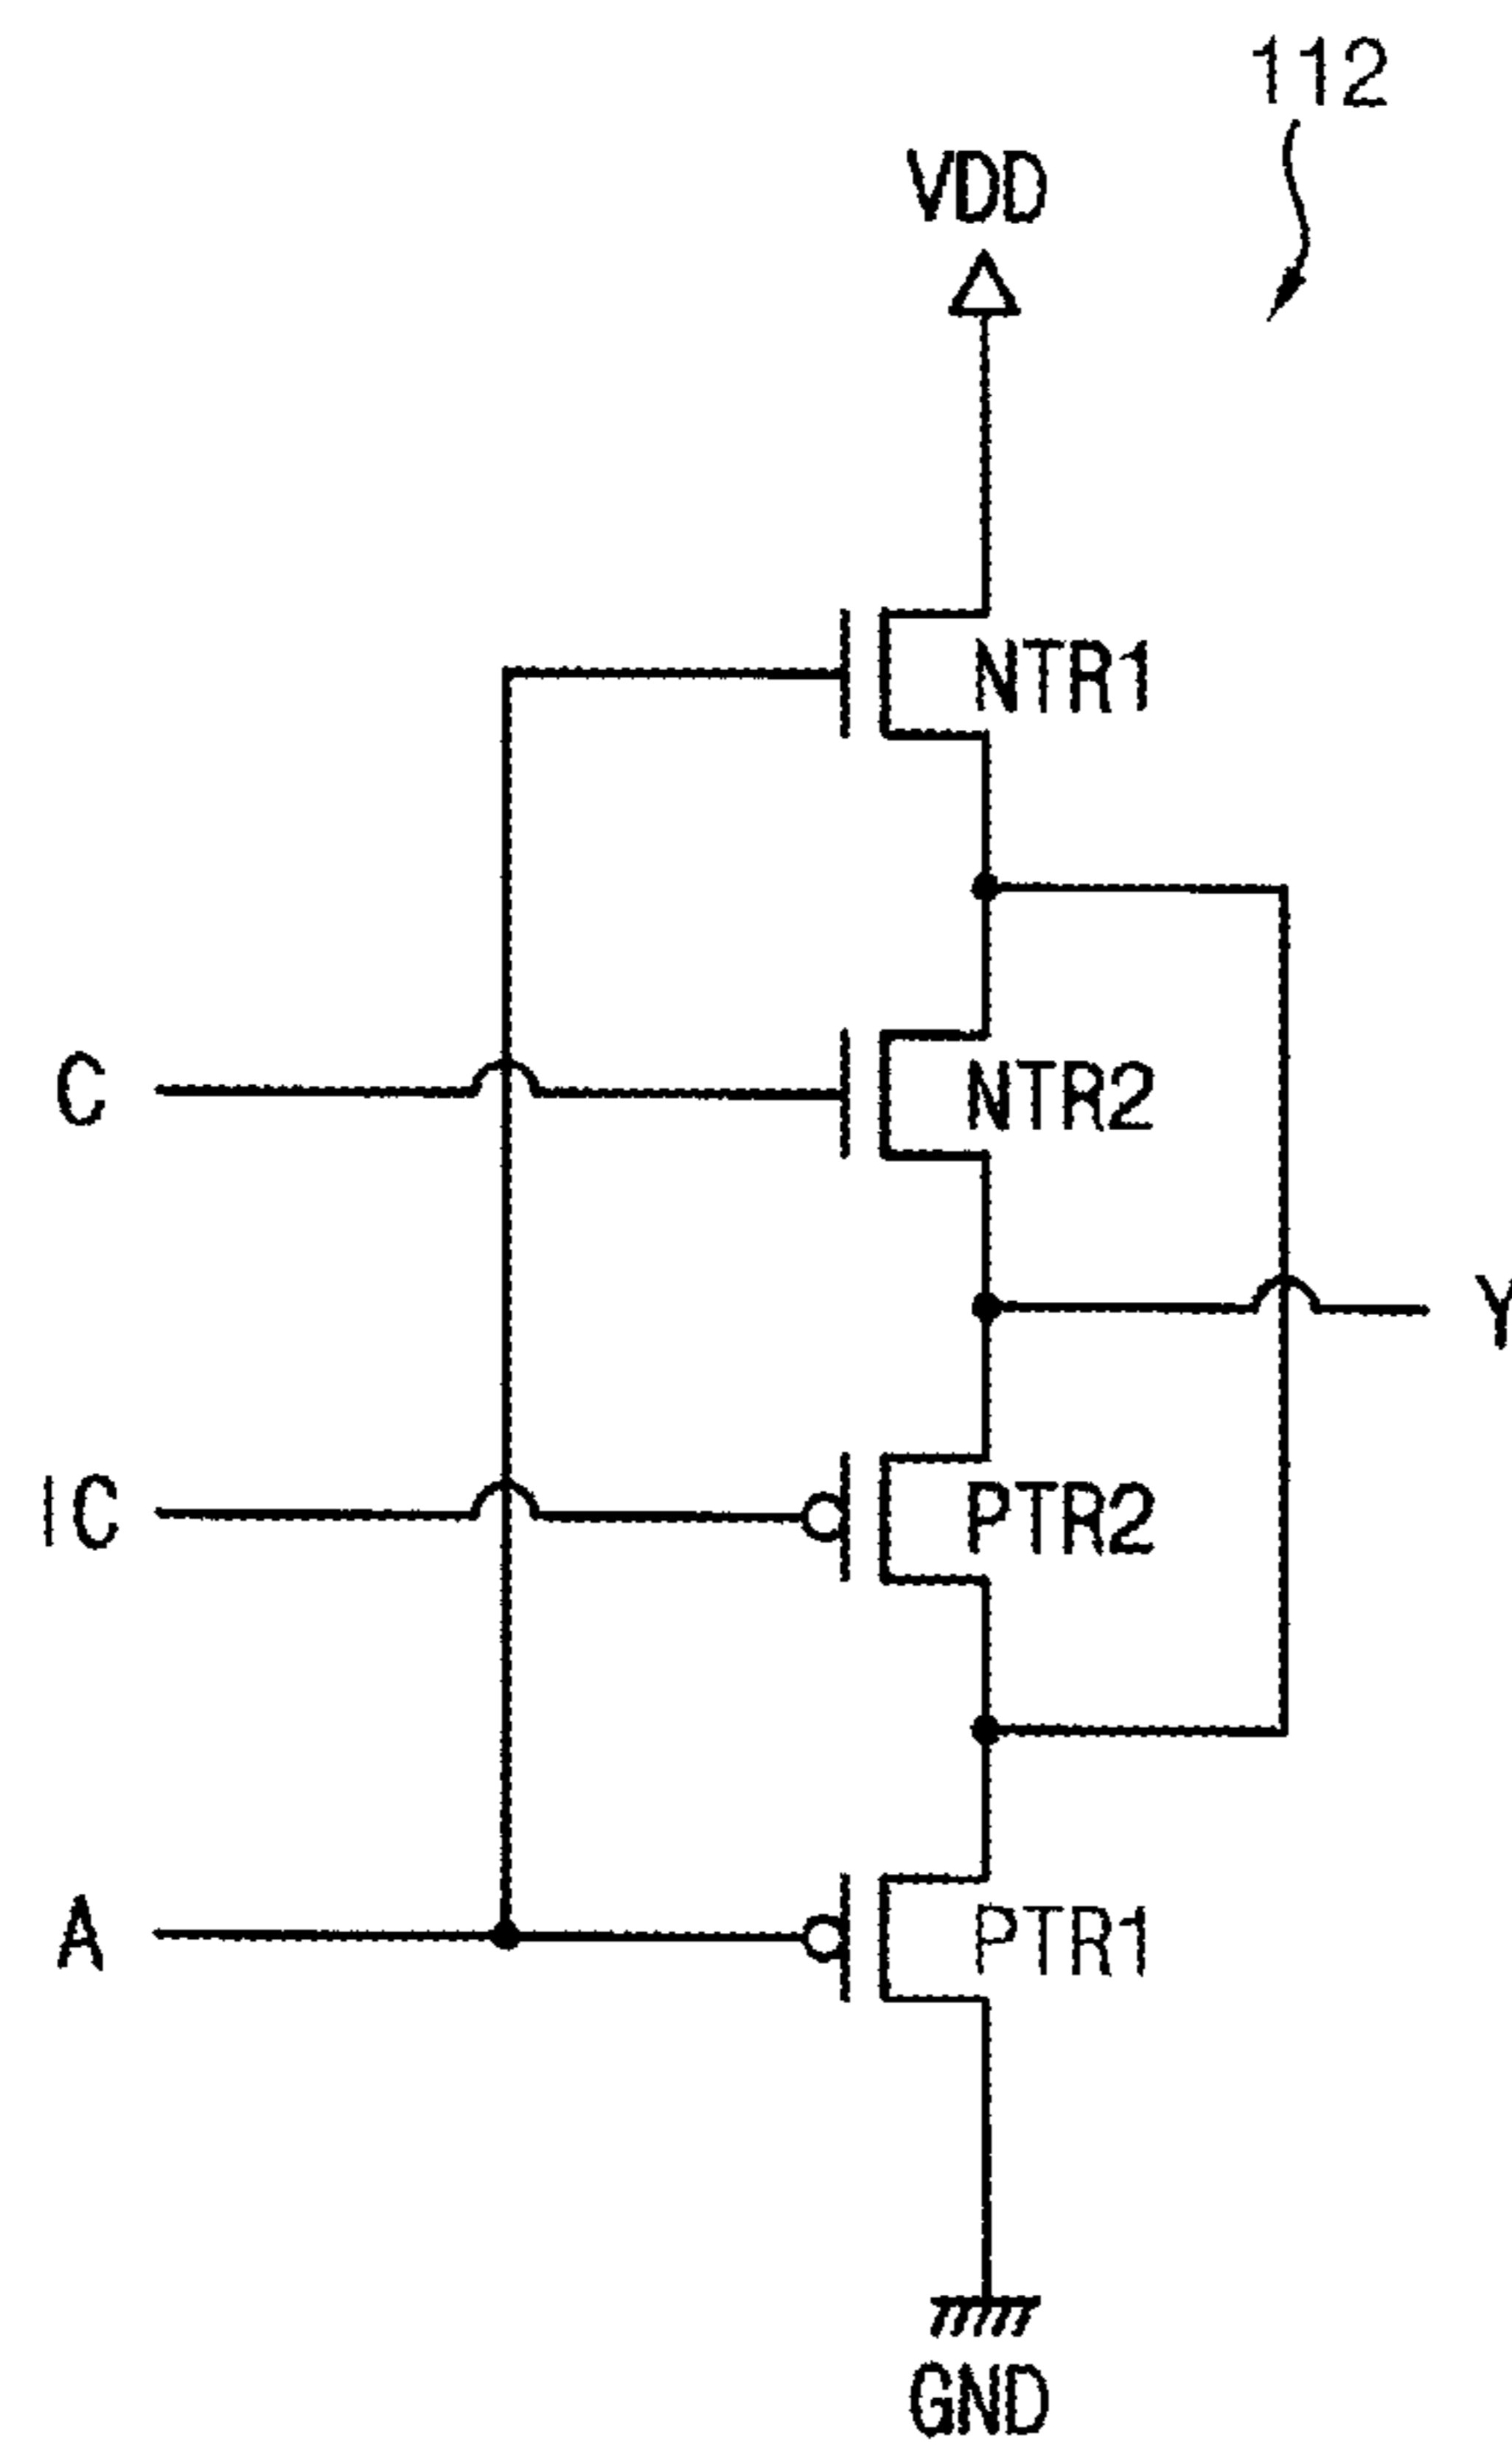 112
VDD
NTR1
C
NTR2
Y
IC
PTR2
A
PTR1
GND